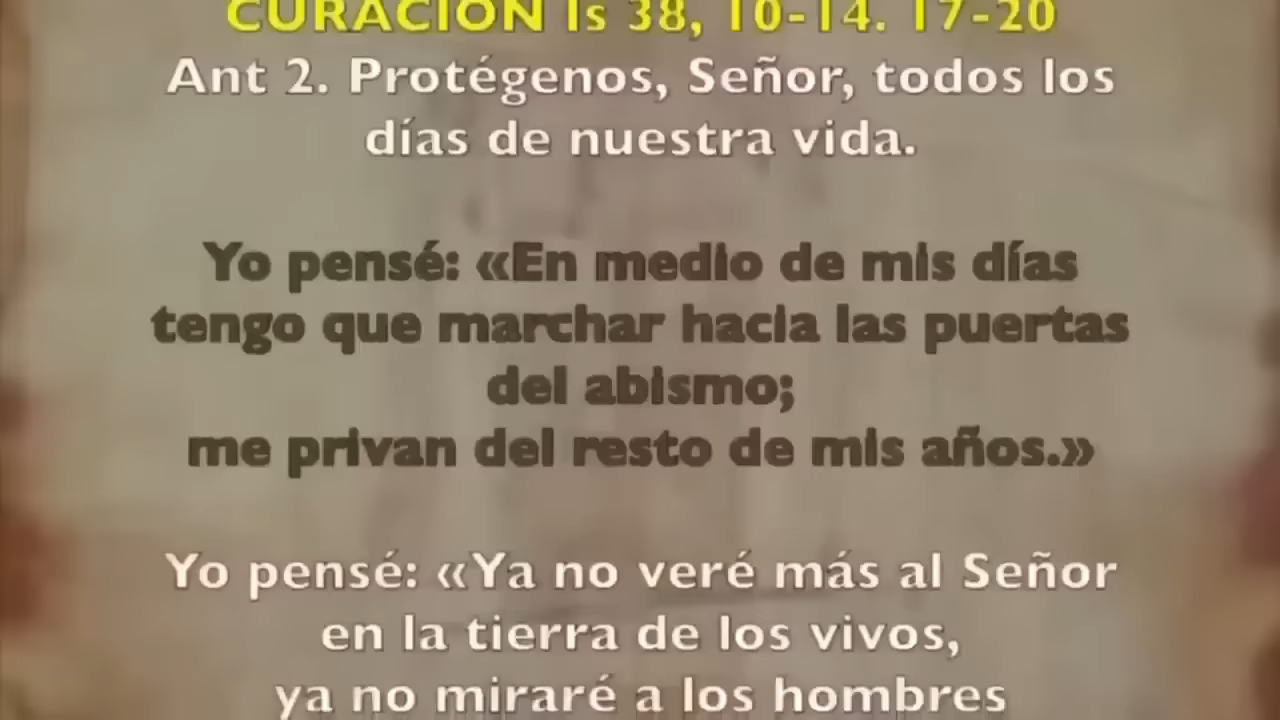 CURACIÓN Is 38, 10-14. 17-20
Ant 2. Protégenos, Señor, todos los
días de nuestra vida.
Yo pensé: «En medio de mis días
tengo que marchar hacia las puertas
del abismo;
me privan del resto de mis años.»
Yo pensé: «Ya no veré más al Señor
en la tierra de los vivos,
ya no miraré a los hombres